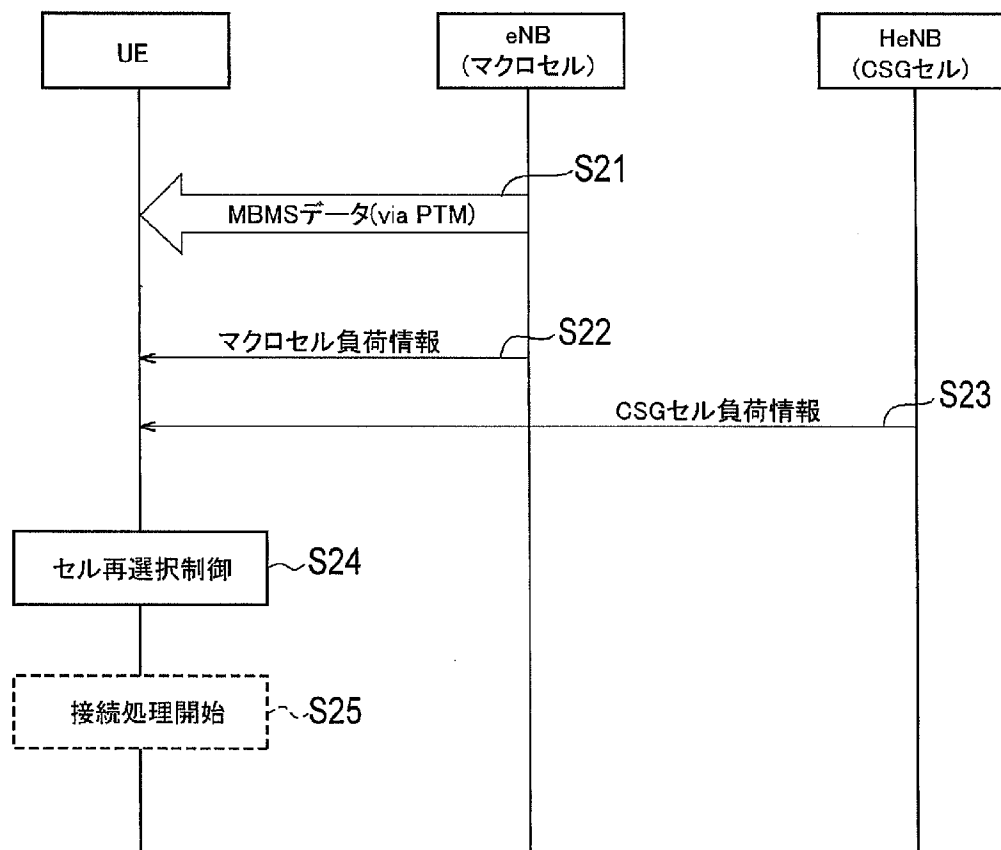 UE
eNB
(マクロセル)
HeNB
(CSGセル)
S21
MBMSデータ(via PTM)
S22
マクロセル負荷情報
S23
CSGセル負荷情報
セル再選択制御
S24
接続処理開始
S25